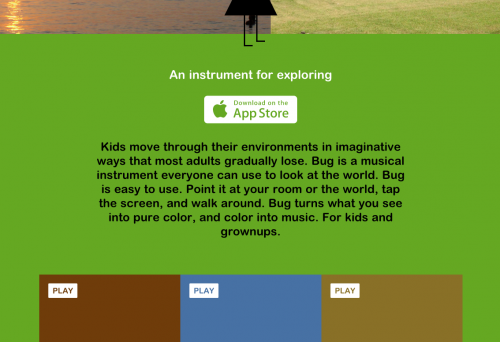 An instrument for exploring
Download on the
App Store
Kids move through their environments in imaginative
ways that most adults gradually lose. Bug is a musical
instrument everyone can use to look at the world. Bug
is easy to use. Point it at your room or the world, tap
the screen, and walk around. Bug turns what you see
into pure color, and color into music. For kids and
grownups.
PLAY PLAY PLAY